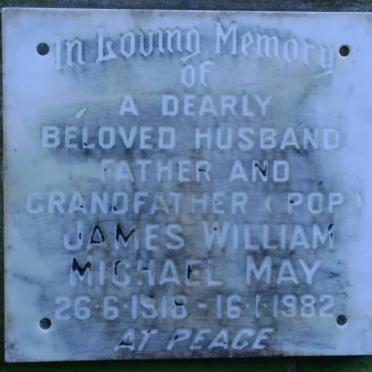 In Loving Memory
of
A DEARLY
BELOVED HUSBAND
FATHER AND
GRANDFATHER (POP)
JAMES WILLIAM
MICHAEL MAY
26·6·1918 - 16·1·1982
AT PEACE